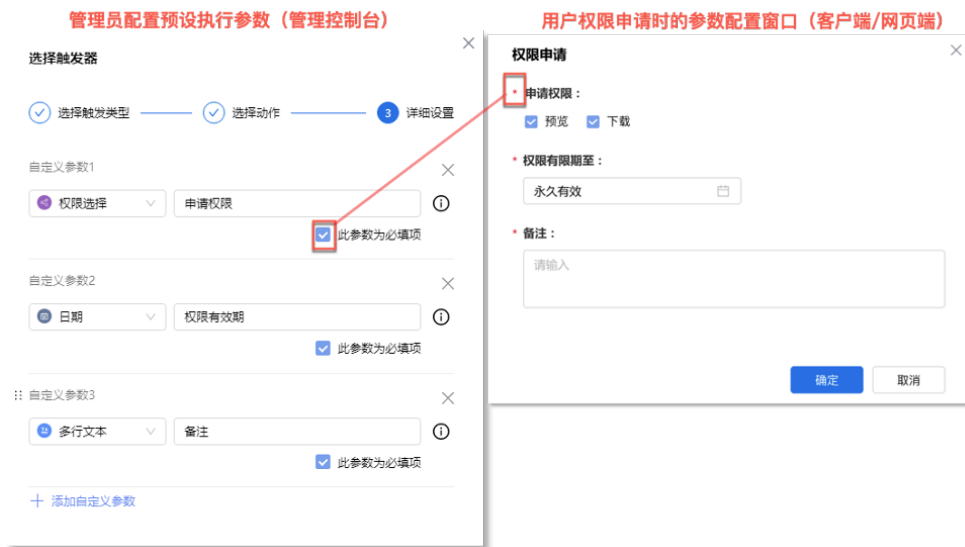 管理员配置预设执行参数（管理控制台）
选择触发器
选择触发类型 选择动作 3 详细设置
自定义参数1
权限选择 申请权限
此参数为必填项
自定义参数2
日期 权限有效期
此参数为必填项
自定义参数3
多行文本 备注
此参数为必填项
添加自定义参数
用户权限申请时的参数配置窗口（客户端/网页端）
权限申请
* 申请权限：
预览 下载
* 权限有限期至：
永久有效
* 备注：
请输入
确定 取消